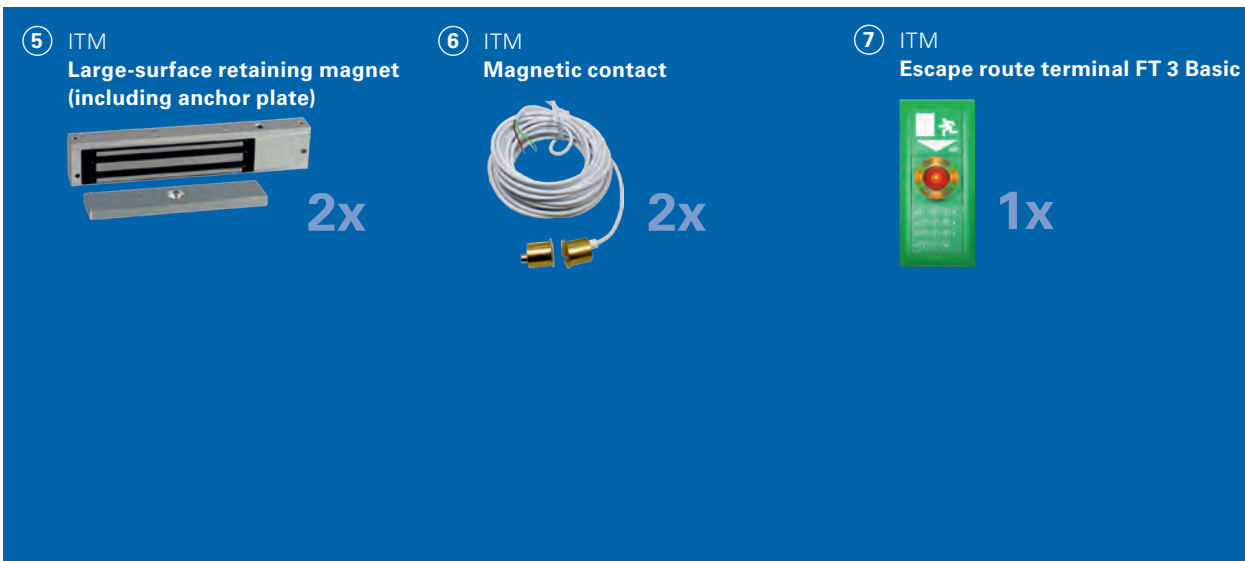 5 ITM
Large-surface retaining magnet
(including anchor plate)
2x
6 ITM
Magnetic contact
2x
7 ITM
Escape route terminal FT 3 Basic
1x